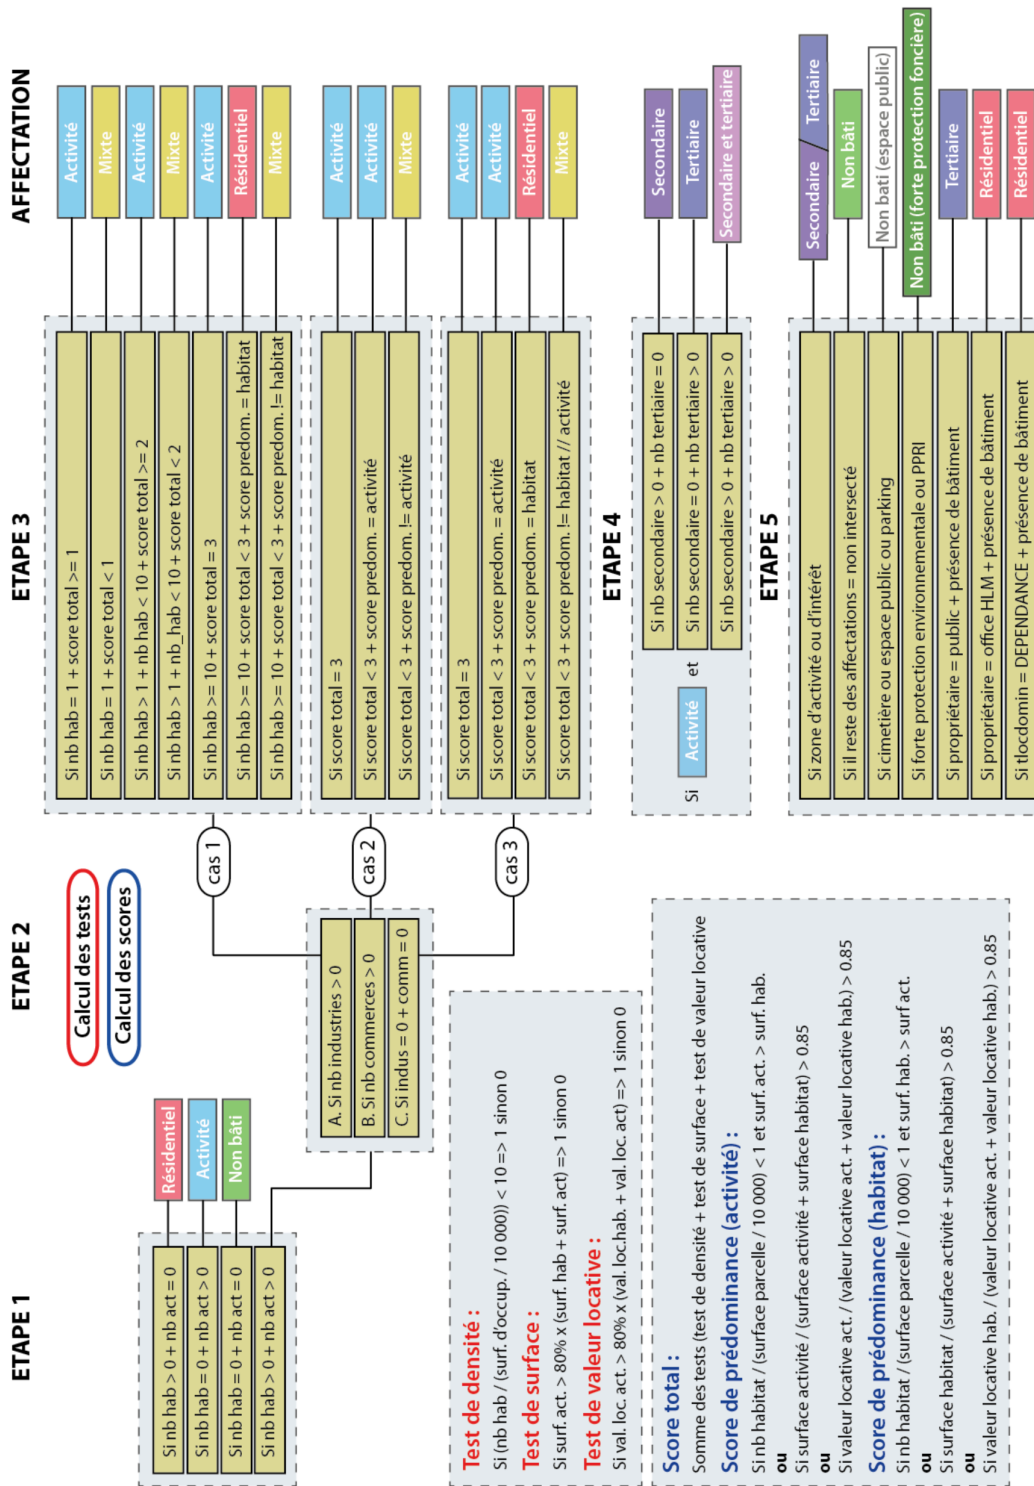 ETAPE 1
Si nb hab > 0 + nb act = 0
Résidentiel
Si nb hab = 0 + nb act > 0
Activité
Si nb hab = 0 + nb act = 0
Non bâti
Si nb hab > 0 + nb act > 0
ETAPE 2
Calcul des tests
Calcul des scores
A. Si nb industries > 0
B. Si nb commerces > 0
C. Si indus = 0 + comm = 0
cas 1
cas 2
cas 3
Test de densité :
Si (nb hab / (surf. d'occup. / 10 000)) < 10 => 1 sinon 0
Test de surface :
Si surf. act. > 80% x (surf. hab + surf. act) => 1 sinon 0
Test de valeur locative :
Si val. loc. act. > 80% x (val. loc.hab. + val. loc. act) => 1 sinon 0
Score total :
Somme des tests (test de densité + test de surface + test de valeur locative
Score de prédominance (activité) :
Si nb habitat / (surface parcelle / 10 000) < 1 et surf. act. > surf. hab.
ou
Si surface activité / (surface activité + surface habitat) > 0.85
ou
Si valeur locative act. / (valeur locative act. + valeur locative hab.) > 0.85
Score de prédominance (habitat) :
Si nb habitat / (surface parcelle / 10 000) < 1 et surf. hab. > surf act.
ou
Si surface habitat / (surface activité + surface habitat) > 0.85
ou
Si valeur locative hab. / (valeur locative act. + valeur locative hab.) > 0.85
ETAPE 3
AFFECTATION
Si nb hab = 1 + score total >= 1
Activité
Si nb hab = 1 + score total < 1
Mixte
Si nb hab > 1 + nb hab < 10 + score total >= 2
Activité
Si nb hab > 1 + nb_hab < 10 + score total < 2
Mixte
Si nb hab >= 10 + score total = 3
Activité
Si nb hab >= 10 + score total < 3 + score predom. = habitat
Résidentiel
Si nb hab >= 10 + score total < 3 + score predom. != habitat
Mixte
Si score total = 3
Activité
Si score total < 3 + score predom. = activité
Activité
Si score total < 3 + score predom. != activité
Mixte
Si score total = 3
Activité
Si score total < 3 + score predom. = activité
Activité
Si score total < 3 + score predom. = habitat
Résidentiel
Si score total < 3 + score predom. != habitat // activité
Mixte
ETAPE 4
Si Activité et
Si nb secondaire > 0 + nb tertiaire = 0
Secondaire
Si nb secondaire = 0 + nb tertiaire > 0
Tertiaire
Si nb secondaire > 0 + nb tertiaire > 0
Secondaire et tertiaire
ETAPE 5
Si zone d'activité ou d'intérêt
Secondaire / Tertiaire
Si il reste des affectations = non intersecté
Non bâti
Si cimetière ou espace public ou parking
Non bati (espace public)
Si forte protection environnementale ou PPRI
Non bâti (forte protection foncière)
Si propriétaire = public + présence de bâtiment
Tertiaire
Si propriétaire = office HLM + présence de bâtiment
Résidentiel
Si tlocdomin = DEPENDANCE + présence de bâtiment
Résidentiel